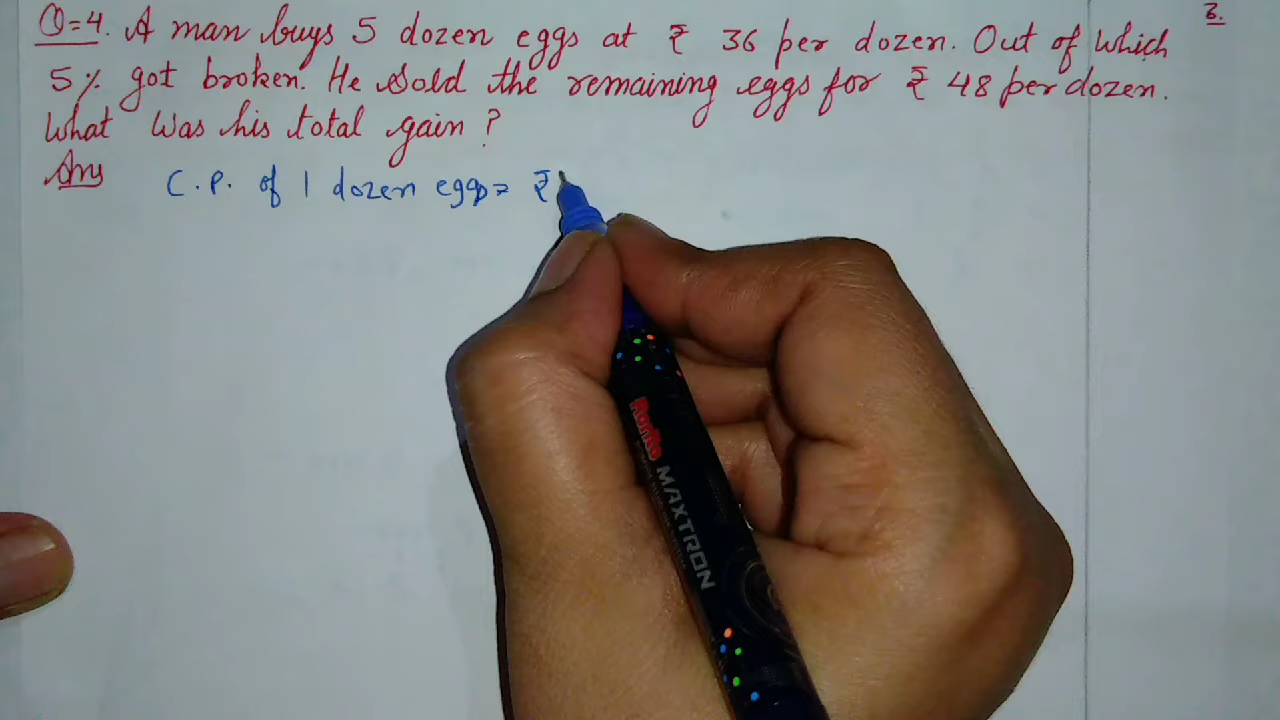 Q=4. A man buys 5 dozen eggs at ₹ 36 per dozen. Out of which
5% got broken. He sold the remaining eggs for ₹ 48 per dozen.
What was his total gain ?
Ans C.P. of 1 dozen eggs = ₹
Rorito MAXTRON